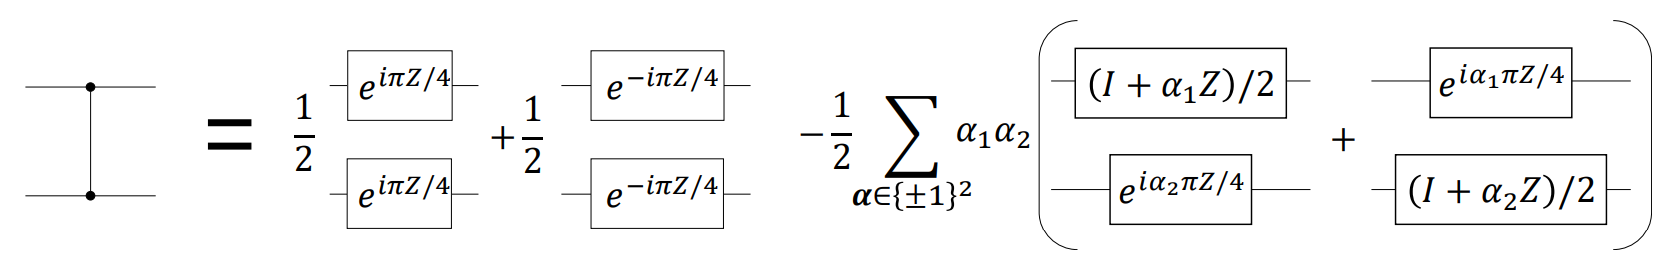 = 1/2 e^{iπZ/4} e^{iπZ/4} + 1/2 e^{-iπZ/4} e^{-iπZ/4} - 1/2 ∑_{α∈{±1}²} α₁α₂ ( (I + α₁Z)/2 e^{iα₂πZ/4} + e^{iα₁πZ/4} (I + α₂Z)/2 )